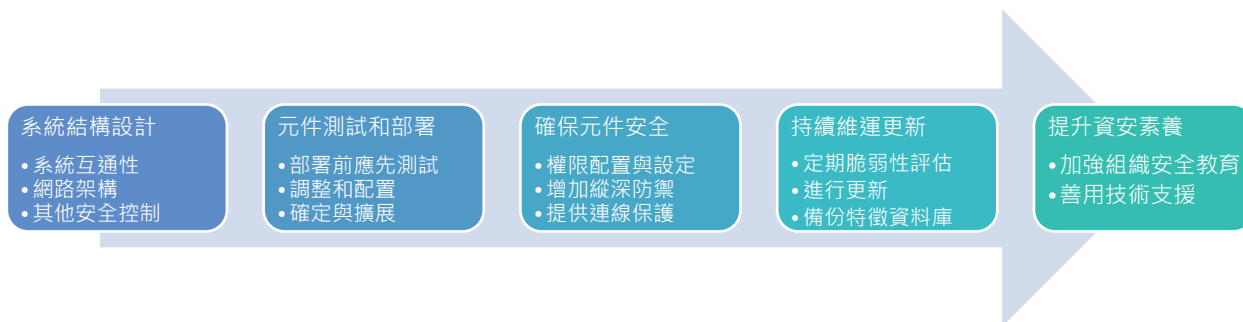 系統結構設計
•系統互通性
•網路架構
•其他安全控制
元件測試和部署
•部署前應先測試
•調整和配置
•確定與擴展
確保元件安全
•權限配置與設定
•增加縱深防禦
•提供連線保護
持續維運更新
•定期脆弱性評估
•進行更新
•備份特徵資料庫
提升資安素養
•加強組織安全教育
•善用技術支援